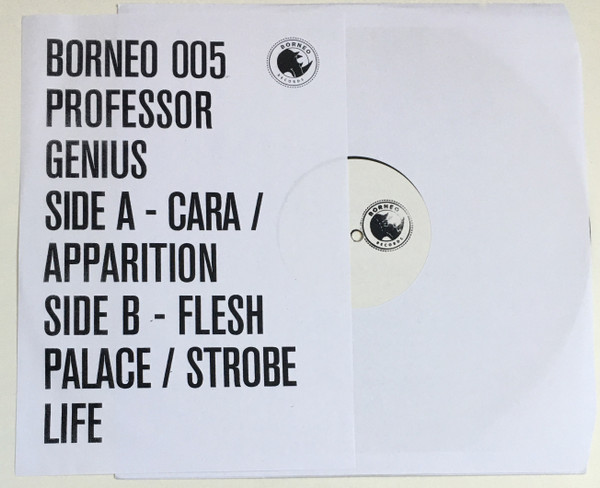 BORNEO 005
PROFESSOR
GENIUS
SIDE A - CARA /
APPARITION
SIDE B - FLESH
PALACE / STROBE
LIFE
BORNEO
RECORDS
BORNEO
RECORDS